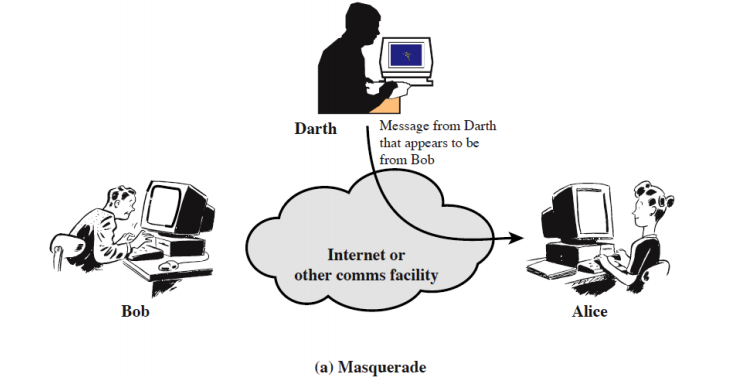 Darth
Message from Darth
that appears to be
from Bob
Internet or
other comms facility
Bob
Alice
(a) Masquerade